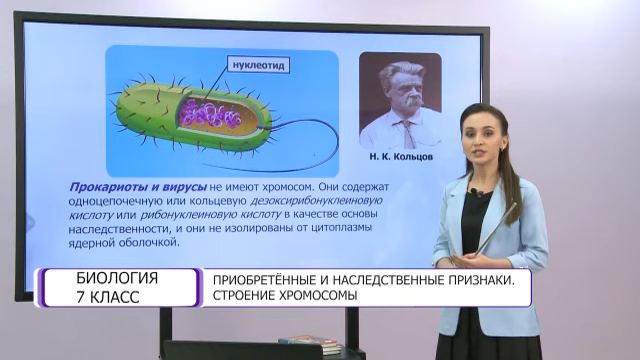 нуклеотид
Н. К. Кольцов
Прокариоты и вирусы не имеют хромосом. Они содержат
одноцепочечную или кольцевую дезоксирибонуклеиновую
кислоту или рибонуклеиновую кислоту в качестве основы
наследственности, и они не изолированы от цитоплазмы
ядерной оболочкой.
БИОЛОГИЯ
7 КЛАСС
ПРИОБРЕТЁННЫЕ И НАСЛЕДСТВЕННЫЕ ПРИЗНАКИ.
СТРОЕНИЕ ХРОМОСОМЫ